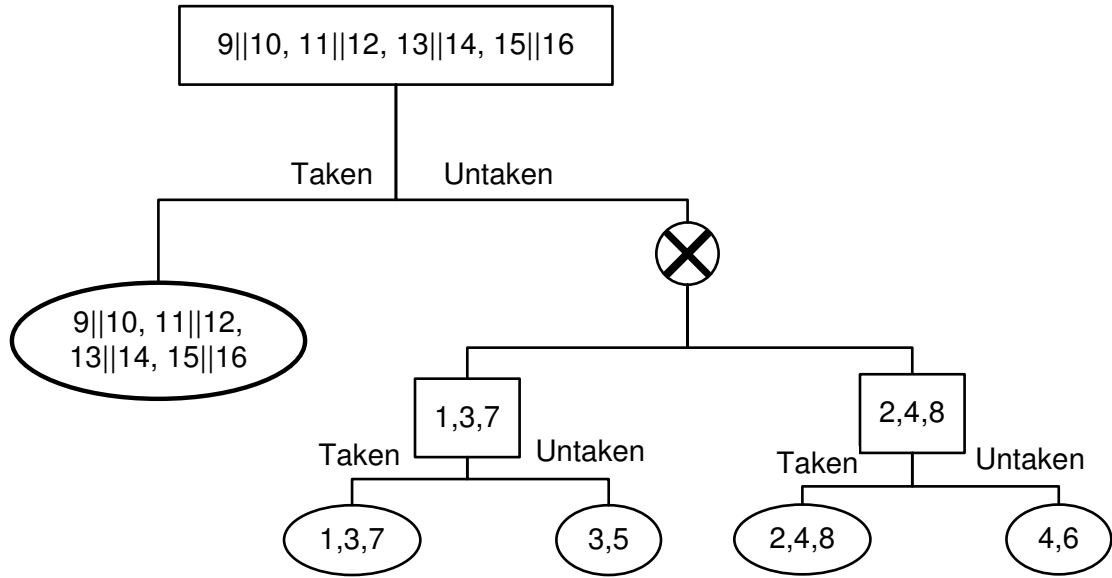 9||10, 11||12, 13||14, 15||16
Taken
Untaken
9||10, 11||12,
13||14, 15||16
1,3,7
2,4,8
Taken
Untaken
Taken
Untaken
1,3,7
3,5
2,4,8
4,6